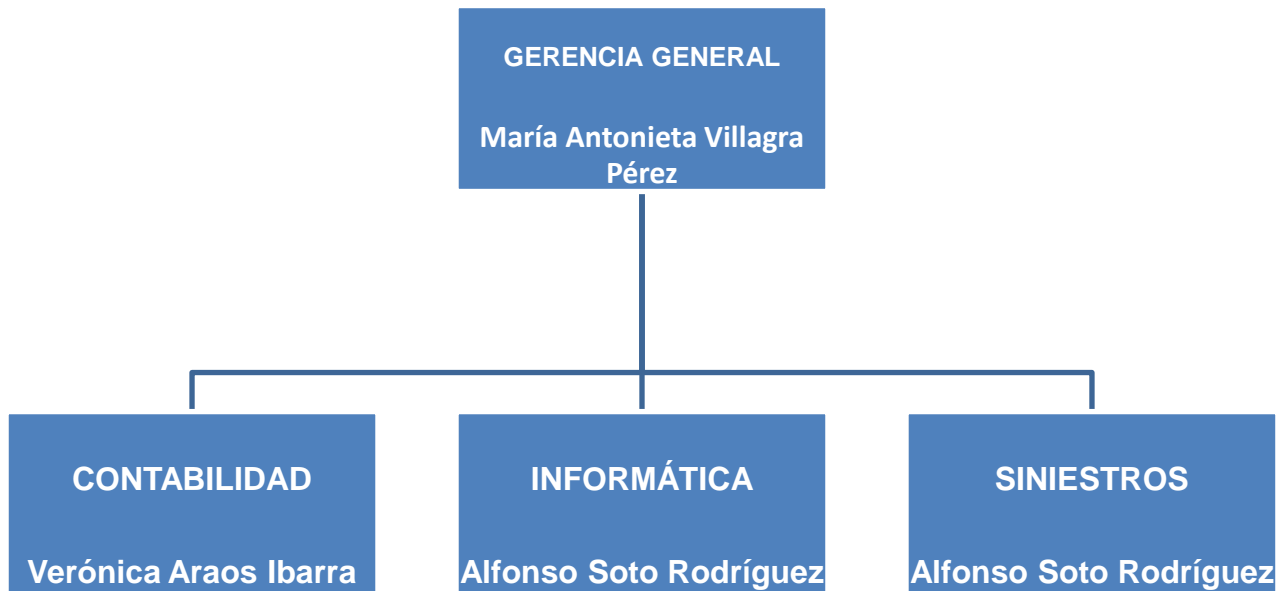 GERENCIA GENERAL
María Antonieta Villagra
Pérez
CONTABILIDAD
Verónica Araos Ibarra
INFORMÁTICA
Alfonso Soto Rodríguez
SINIESTROS
Alfonso Soto Rodríguez